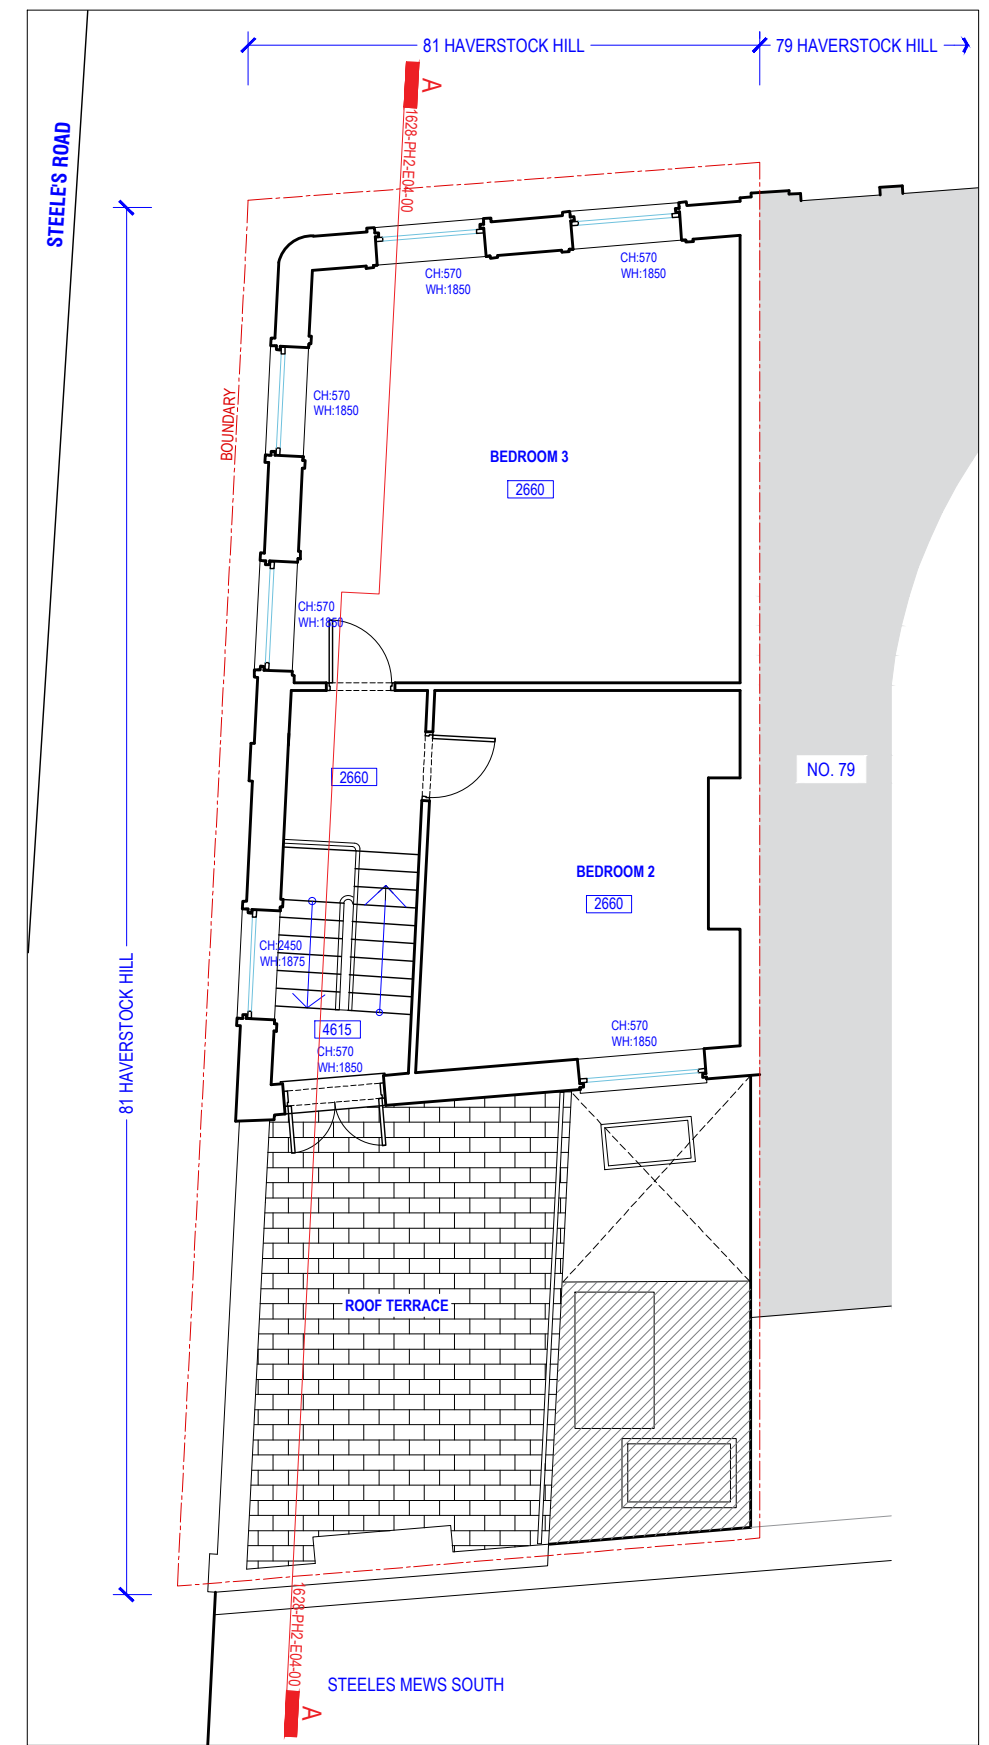 81 HAVERSTOCK HILL
79 HAVERSTOCK HILL
A
1628-PH2-E04-00
STEELE'S ROAD
CH:570
WH:1850
CH:570
WH:1850
BOUNDARY
CH:570
WH:1850
BEDROOM 3
2660
CH:570
WH:1850
2660
NO. 79
BEDROOM 2
2660
CH:2450
WH:1875
4615
CH:570
WH:1850
CH:570
WH:1850
81 HAVERSTOCK HILL
ROOF TERRACE
1628-PH2-E04-00
STEELES MEWS SOUTH
A